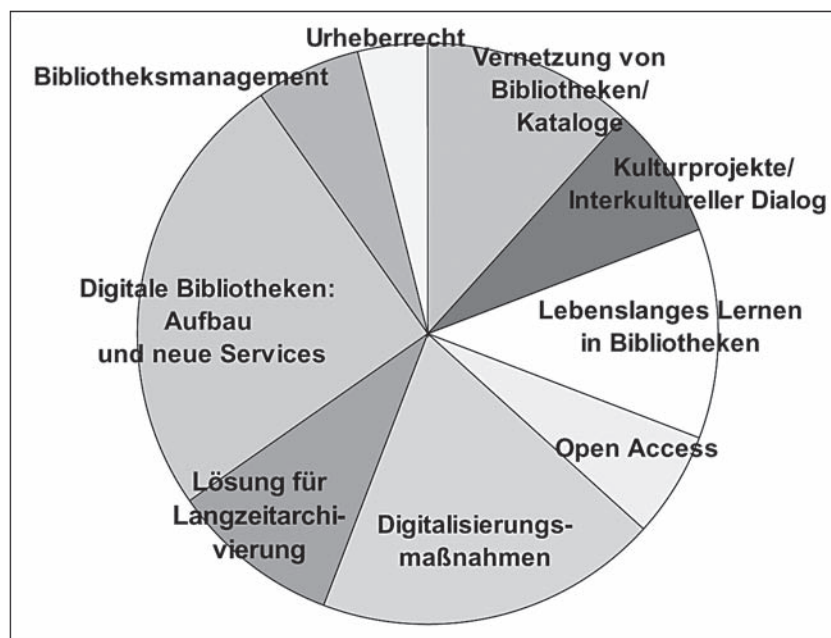 Urheberrecht
Vernetzung von
Bibliotheken/
Kataloge
Bibliotheksmanagement
Kulturprojekte/
Interkultureller Dialog
Lebenslanges Lernen
in Bibliotheken
Digitale Bibliotheken:
Aufbau
und neue Services
Open Access
Lösung für
Langzeitarchi-
vierung
Digitalisierungs-
maßnahmen